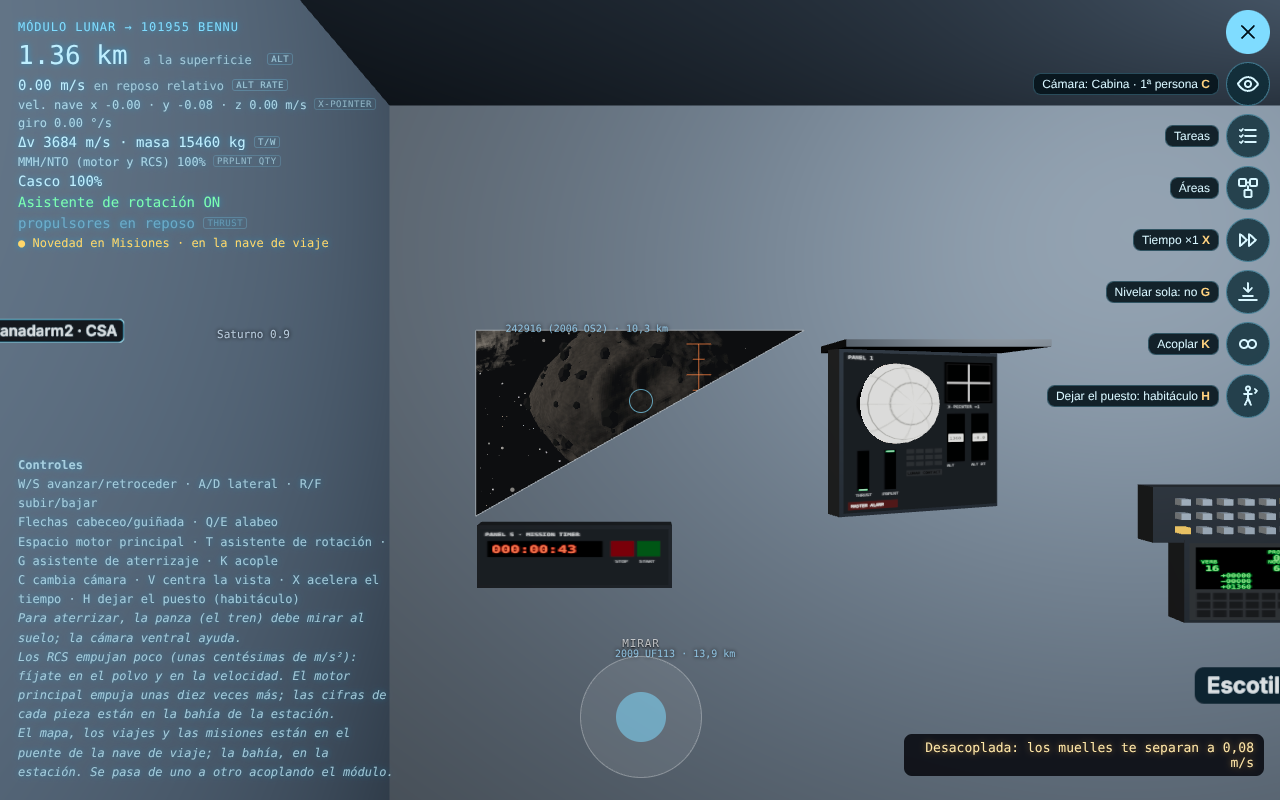 MÓDULO LUNAR → 101955 BENNU
1.36 km a la superficie ALT
0.00 m/s en reposo relativo ALT RATE
vel. nave x -0.00 · y -0.08 · z 0.00 m/s X-POINTER
giro 0.00 °/s
Δv 3684 m/s · masa 15460 kg T/W
MMH/NTO (motor y RCS) 100% PRPLNT QTY
Casco 100%
Asistente de rotación ON
propulsores en reposo THRUST
● Novedad en Misiones · en la nave de viaje
Cámara: Cabina · 1ª persona C
Tareas
Áreas
Tiempo ×1 X
Nivelar sola: no G
Acoplar K
Dejar el puesto: habitáculo H
anadarm2 · CSA
Saturno 0.9
242916 (2006 OS2) · 10,3 km
PANEL 1
X-POINTER
ALT
ALT RT
THRUST
MASTER ALARM
PANEL 5 · MISSION TIMER
000:00:43
STOP START
VERB
16
+00000
-00000
+01360
Controles
W/S avanzar/retroceder · A/D lateral · R/F
subir/bajar
Flechas cabeceo/guiñada · Q/E alabeo
Espacio motor principal · T asistente de rotación ·
G asistente de aterrizaje · K acople
C cambia cámara · V centra la vista · X acelera el
tiempo · H dejar el puesto (habitáculo)
Para aterrizar, la panza (el tren) debe mirar al
suelo; la cámara ventral ayuda.
Los RCS empujan poco (unas centésimas de m/s²):
fíjate en el polvo y en la velocidad. El motor
principal empuja unas diez veces más; las cifras de
cada pieza están en la bahía de la estación.
El mapa, los viajes y las misiones están en el
puente de la nave de viaje; la bahía, en la
estación. Se pasa de uno a otro acoplando el módulo.
MIRAR
2009 UF113 · 13,9 km
Escotil
Desacoplada: los muelles te separan a 0,08
m/s